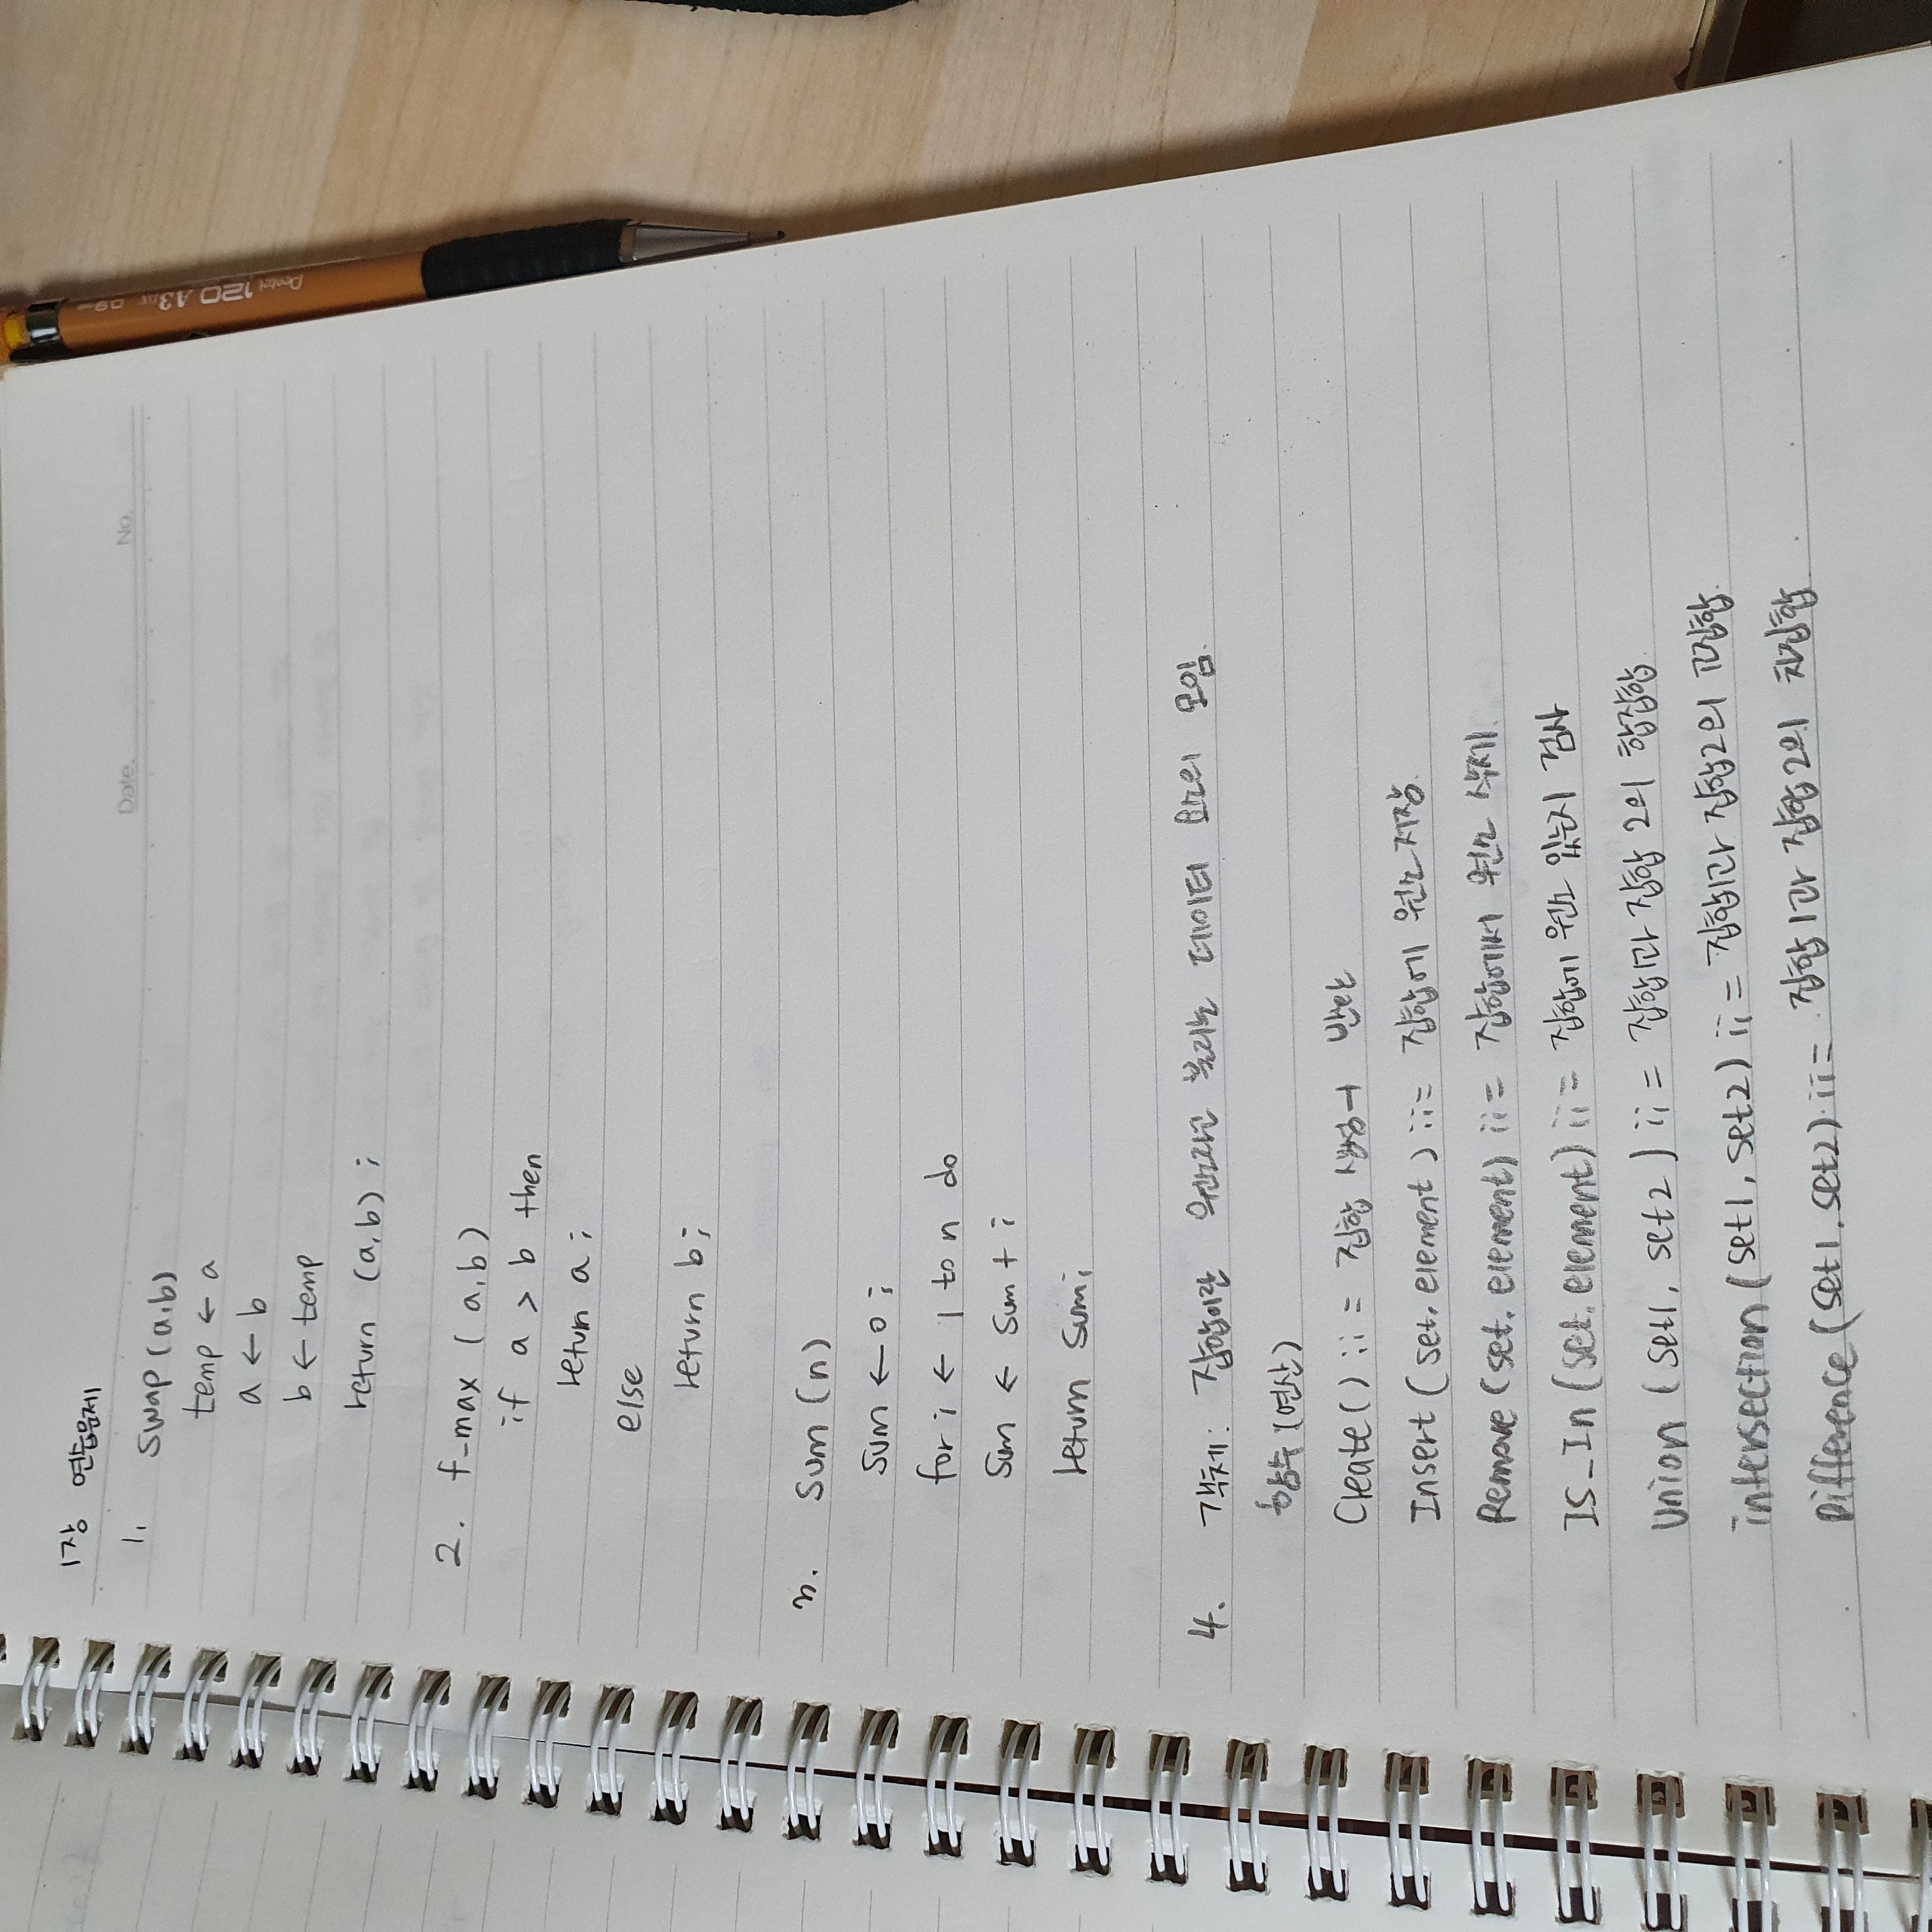 1장 연습문제
Date. No.
1. swap (a,b)
temp ← a
a ← b
b ← temp
return (a,b) ;
2. f-max ( a,b)
if a > b then
return a ;
else
return b;
3. Sum (n)
sum ← 0 ;
for i ← 1 to n do
sum ← sum + i
return sum;
4. 객체: 집합이란 원소라고 불리는 데이터 요소의 모임.
함수 (연산)
Create() ;; = 집합 생성 → 반환
Insert ( set, element ) ;; = 집합에 원소 저장.
Remove (set, element) ;; = 집합에서 원소 삭제.
IS_In (set, element) ;; = 집합에 원소 있는지 검사
Union ( set1, set2 ) ;; = 집합1과 집합 2의 합집합.
intersection ( set1, set2 ) ;; = 집합1과 집합2의 교집합.
Difference (set1, set2) ;; = 집합1과 집합2의 차집합.
Pentel 120 A3DX